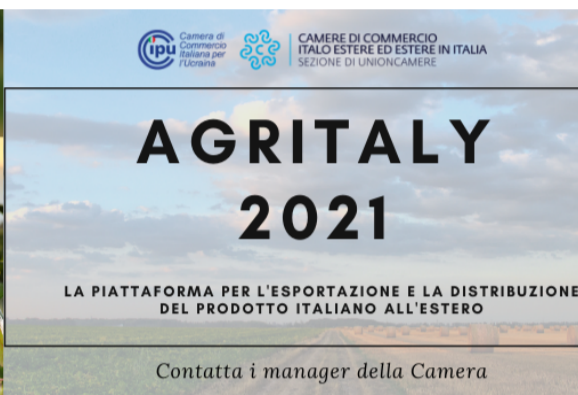 ipu
Camera di
Commercio
Italiana per
l'Ucraina
CAMERE DI COMMERCIO
ITALO ESTERE ED ESTERE IN ITALIA
SEZIONE DI UNIONCAMERE
AGRITALY
2021
LA PIATTAFORMA PER L'ESPORTAZIONE E LA DISTRIBUZIONE
DEL PRODOTTO ITALIANO ALL'ESTERO
Contatta i manager della Camera